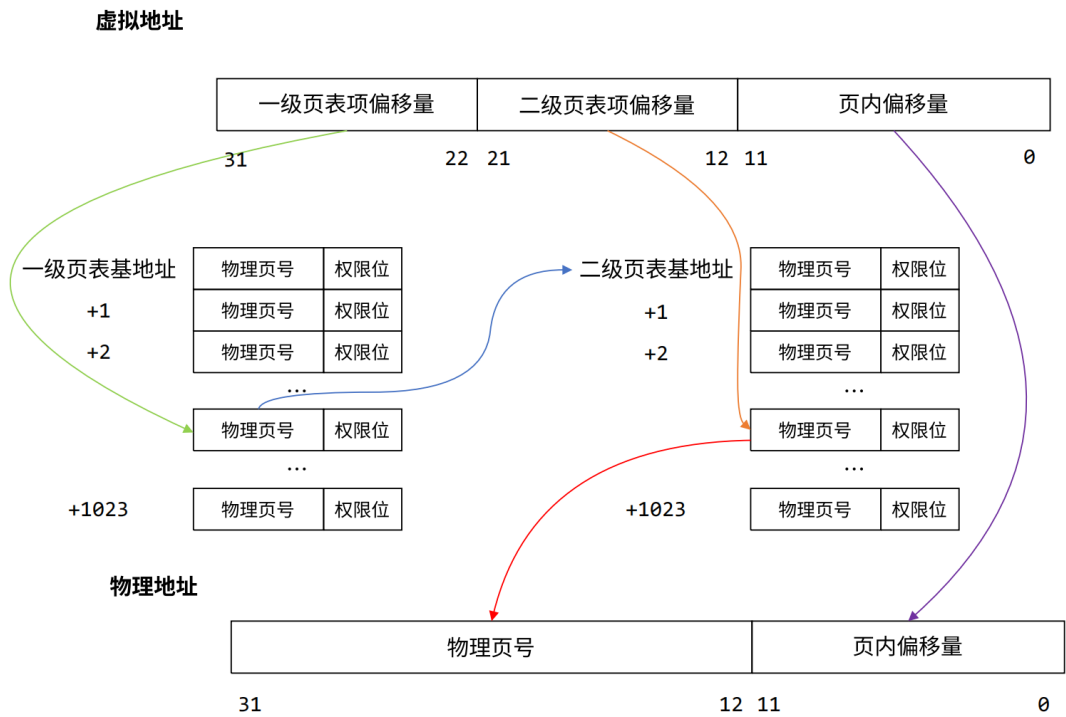 虚拟地址
一级页表项偏移量 二级页表项偏移量 页内偏移量
31 22 21 12 11 0
一级页表基地址 物理页号 权限位 二级页表基地址 物理页号 权限位
+1 物理页号 权限位 +1 物理页号 权限位
+2 物理页号 权限位 +2 物理页号 权限位
... ...
物理页号 权限位 物理页号 权限位
... ...
+1023 物理页号 权限位 +1023 物理页号 权限位
物理地址
物理页号 页内偏移量
31 12 11 0